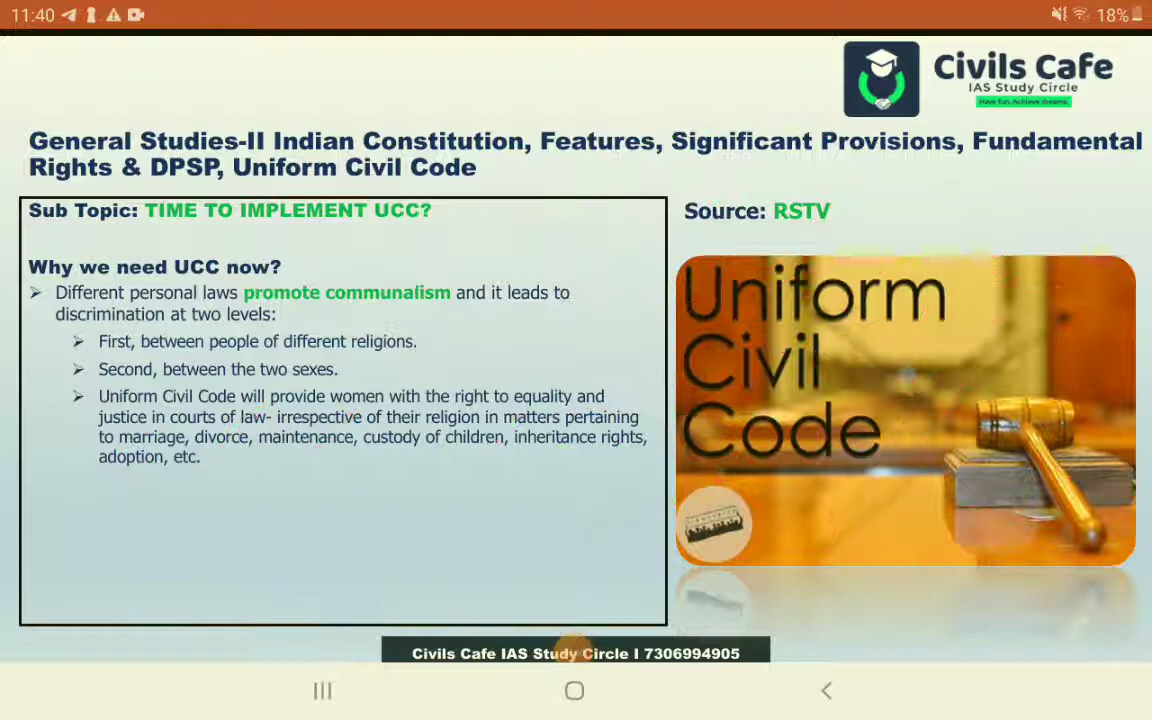 11:40
18%
Civils Cafe
IAS Study Circle
Have fun, Achieve dreams.
General Studies-II Indian Constitution, Features, Significant Provisions, Fundamental
Rights & DPSP, Uniform Civil Code
Sub Topic: TIME TO IMPLEMENT UCC?
Source: RSTV
Why we need UCC now?
➢ Different personal laws promote communalism and it leads to
discrimination at two levels:
➢ First, between people of different religions.
➢ Second, between the two sexes.
➢ Uniform Civil Code will provide women with the right to equality and
justice in courts of law- irrespective of their religion in matters pertaining
to marriage, divorce, maintenance, custody of children, inheritance rights,
adoption, etc.
Uniform
Civil
Code
Civils Cafe IAS Study Circle I 7306994905